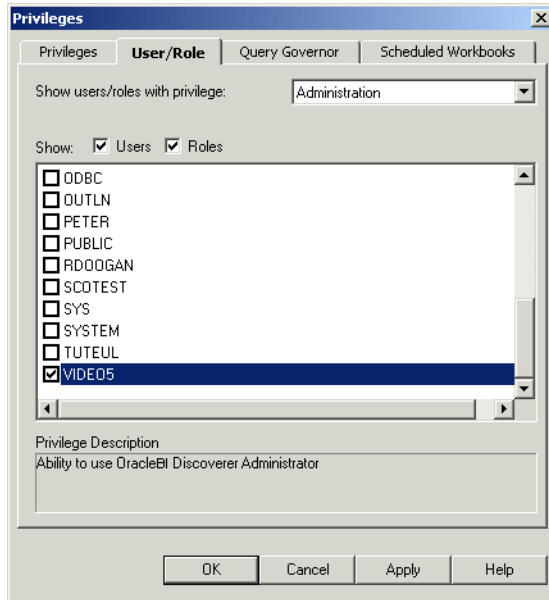 Privileges
Privileges User/Role Query Governor Scheduled Workbooks
Show users/roles with privilege: Administration
Show: Users Roles
ODBC
OUTLN
PETER
PUBLIC
RDOOGAN
SCOTEST
SYS
SYSTEM
TUTEUL
VIDEO5
Privilege Description
Ability to use OracleBI Discoverer Administrator
OK Cancel Apply Help